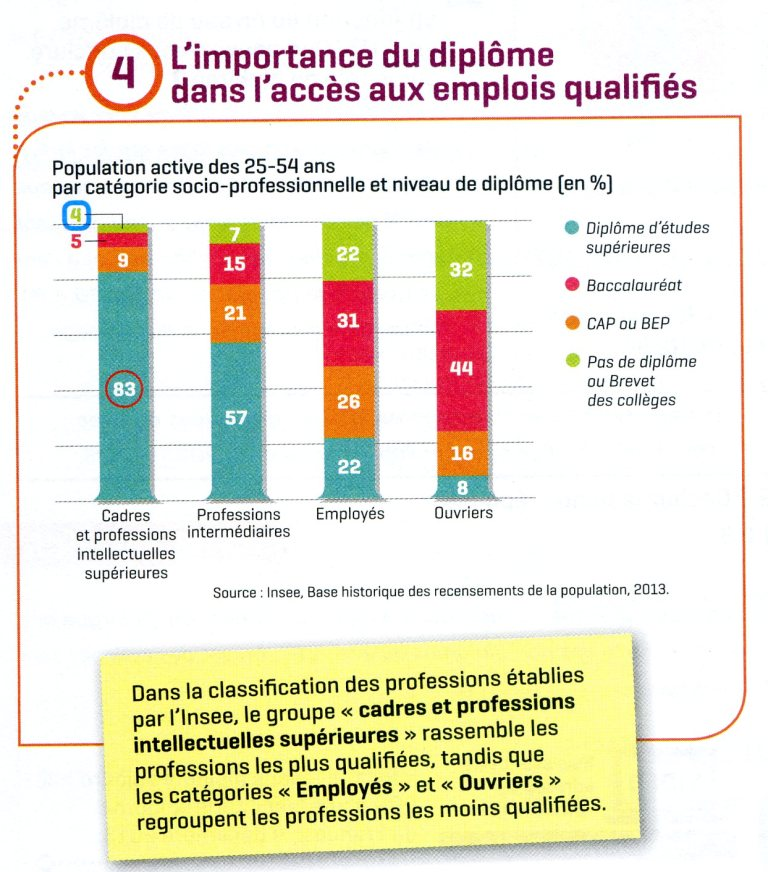 4
L'importance du diplôme
dans l'accès aux emplois qualifiés
Population active des 25-54 ans
par catégorie socio-professionnelle et niveau de diplôme (en %)
4
5
9
83
7
15
21
57
22
31
26
22
32
44
16
8
Diplôme d'études
supérieures
Baccalauréat
CAP ou BEP
Pas de diplôme
ou Brevet
des collèges
Cadres
et professions
intellectuelles
supérieures
Professions
intermédiaires
Employés
Ouvriers
Source : Insee, Base historique des recensements de la population, 2013.
Dans la classification des professions établies
par l'Insee, le groupe « cadres et professions
intellectuelles supérieures » rassemble les
professions les plus qualifiées, tandis que
les catégories « Employés » et « Ouvriers »
regroupent les professions les moins qualifiées.